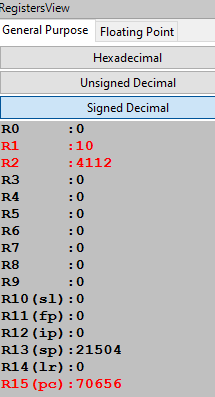 RegistersView
General Purpose Floating Point
Hexadecimal
Unsigned Decimal
Signed Decimal
R0 :0
R1 :10
R2 :4112
R3 :0
R4 :0
R5 :0
R6 :0
R7 :0
R8 :0
R9 :0
R10(sl):0
R11(fp):0
R12(ip):0
R13(sp):21504
R14(lr):0
R15(pc):70656